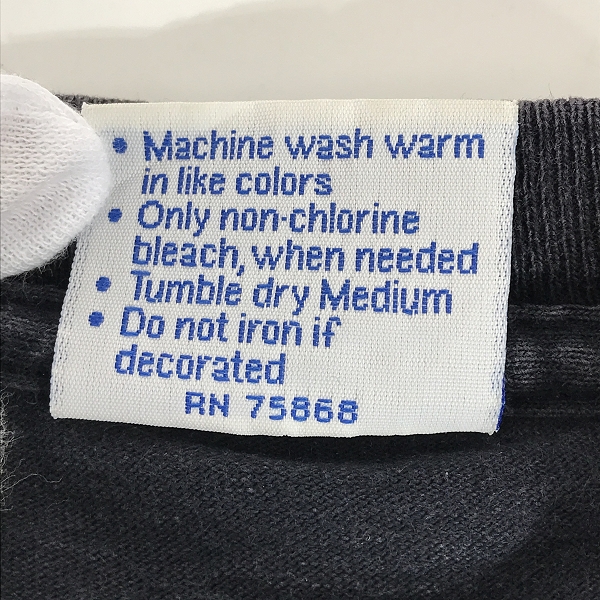 • Machine wash warm
in like colors
• Only non-chlorine
bleach, when needed
• Tumble dry Medium
• Do not iron if
decorated
RN 75868